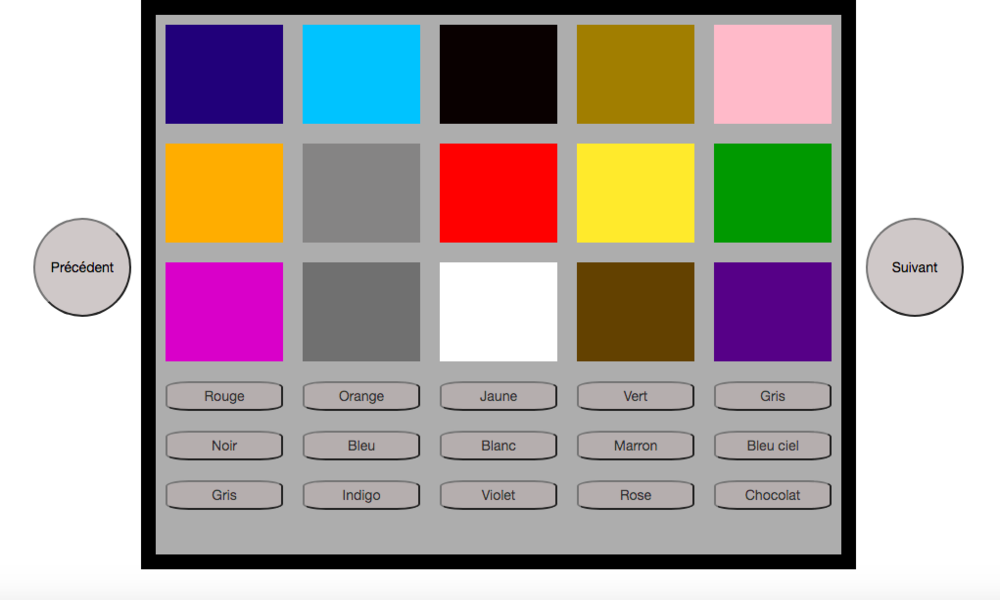 Précédent
Suivant
Rouge Orange Jaune Vert Gris
Noir Bleu Blanc Marron Bleu ciel
Gris Indigo Violet Rose Chocolat